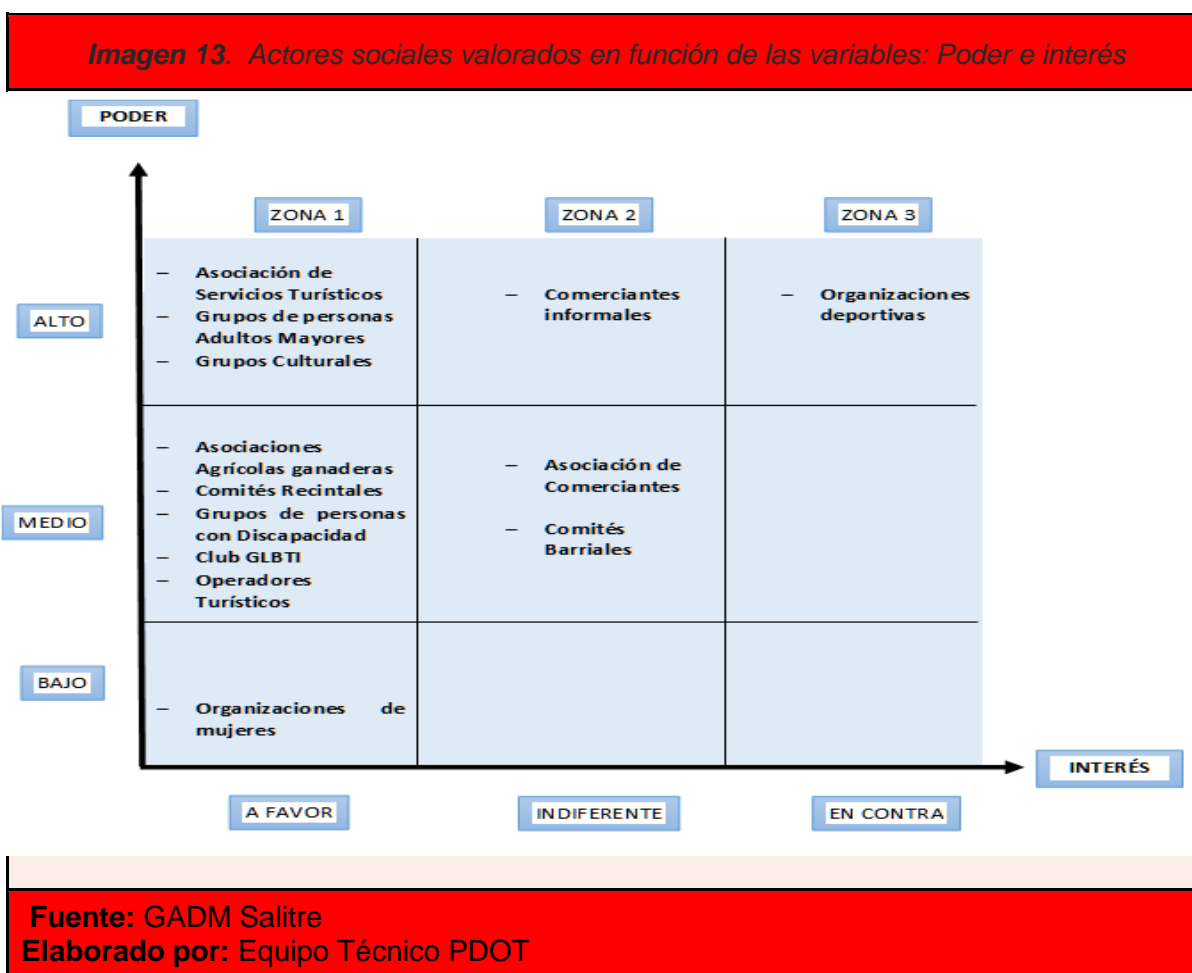 Imagen 13. Actores sociales valorados en función de las variables: Poder e interés
PODER
ZONA 1
ZONA 2
ZONA 3
ALTO
– Asociación de
Servicios Turísticos
– Grupos de personas
Adultos Mayores
– Grupos Culturales
– Comerciantes
informales
– Organizaciones
deportivas
MEDIO
– Asociaciones
Agrícolas ganaderas
– Comités Recintales
– Grupos de personas
con Discapacidad
– Club GLBTI
– Operadores
Turísticos
– Asociación de
Comerciantes
– Comités
Barriales
BAJO
– Organizaciones de
mujeres
INTERÉS
A FAVOR
INDIFERENTE
EN CONTRA
Fuente: GADM Salitre
Elaborado por: Equipo Técnico PDOT